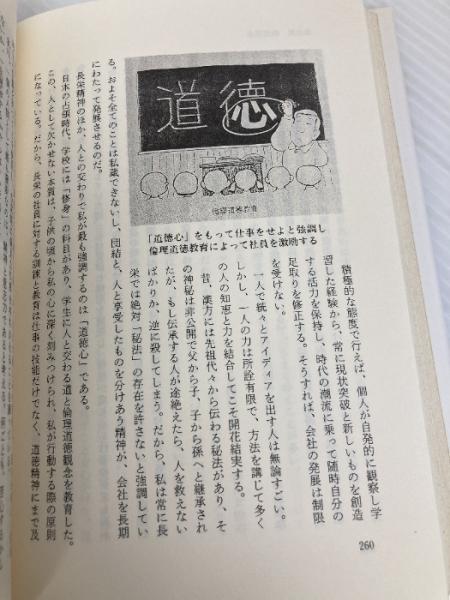 道徳
倫理道德教育
「道徳心」をもって仕事をせよと強調し
倫理道徳教育によって社員を激励する
積極的な態度で行えば、個人が自発的に観察し学
習した経験から、常に現状突破と新しいものを創造
する活力を保持し、時代の潮流に乗って随時自分の
足取りを修正する。そうすれば、会社の発展は制限
を受けない。
一人で続々とアイディアを出す人は無論すごい。
しかし、一人の力は所詮有限で、方法を講じて多く
の人の知恵と力を結合してこそ開花結実する。
昔、漢方には先祖代々から伝わる秘法があり、そ
の神秘は非公開で父から子、子から孫へと継承され
たが、もし伝承する人が途絶えたら、人を救えない
ばかりか、逆に殺してしまう。だから、私は常に長
栄では絶対「秘法」の存在を許さないと強調してい
る。およそ全てのことは私蔵できないし、団結と、人と享受したものを分けあう精神が、会社を長期
にわたって発展させるのだ。
長栄精神のほか、人との交わりで私が最も強調するのは「道徳心」である。
日本の占領時代、学校には「修身」の科目があり、学生に人と交わる道と倫理道徳観念を教育した。
この、人として欠かせない本質は、子供の頃から私の心に深く刻みつけられ、私が行動する際の原則
になっている。だから、長栄の社員に対する訓練と教育は仕事の技能だけでなく、道徳精神にまで及
260